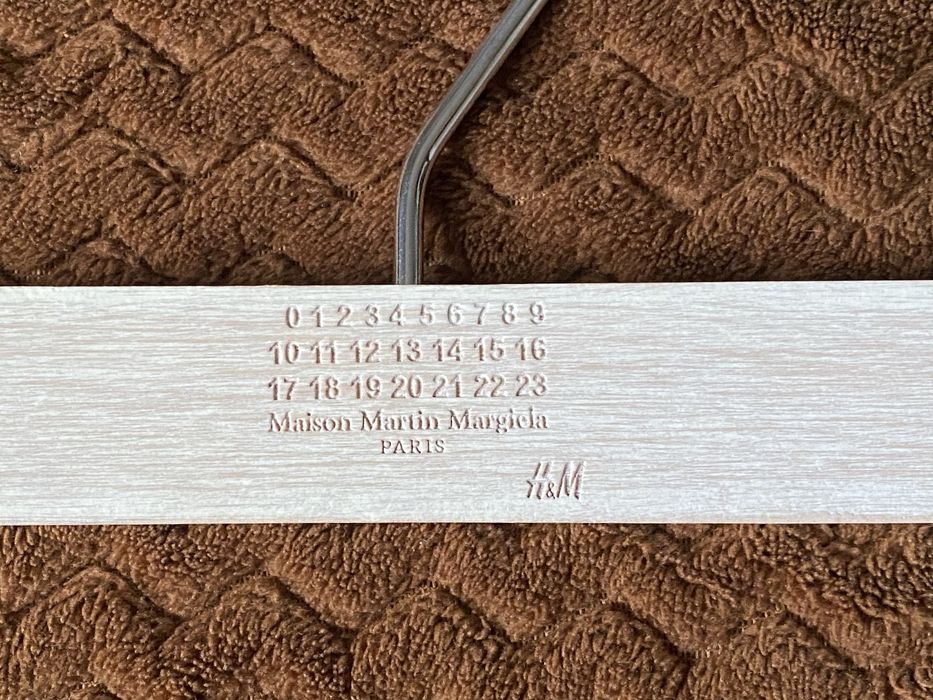 0 1 2 3 4 5 6 7 8 9
10 11 12 13 14 15 16
17 18 19 20 21 22 23
Maison Martin Margiela
PARIS
H&M